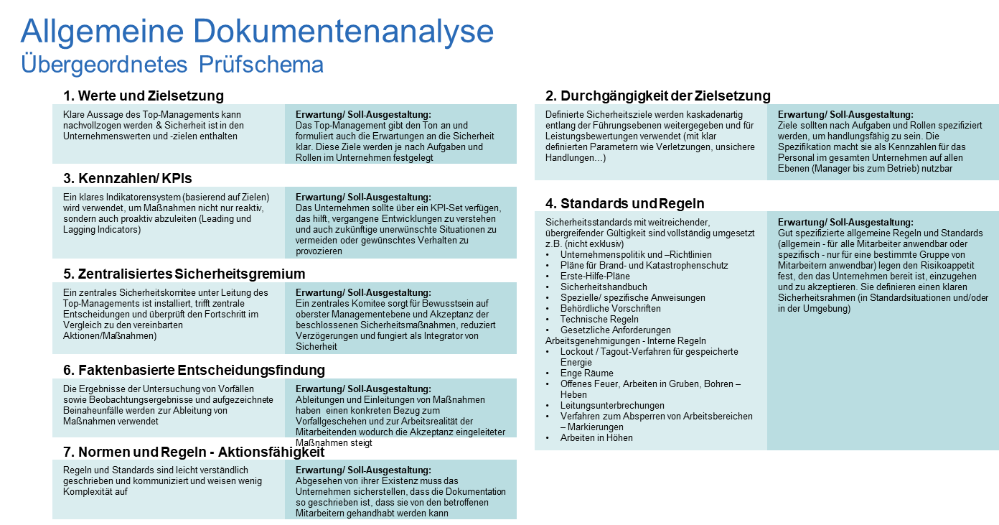 Allgemeine Dokumentenanalyse
Übergeordnetes Prüfschema
1. Werte und Zielsetzung
Klare Aussage des Top-Managements kann
nachvollzogen werden & Sicherheit ist in den
Unternehmenswerten und -zielen enthalten
Erwartung/ Soll-Ausgestaltung:
Das Top-Management gibt den Ton an und
formuliert auch die Erwartungen an die Sicherheit
klar. Diese Ziele werden je nach Aufgaben und
Rollen im Unternehmen festgelegt
2. Durchgängigkeit der Zielsetzung
Definierte Sicherheitsziele werden kaskadenartig
entlang der Führungsebenen weitergegeben und für
Leistungsbewertungen verwendet (mit klar
definierten Parametern wie Verletzungen, unsichere
Handlungen…)
Erwartung/ Soll-Ausgestaltung:
Ziele sollten nach Aufgaben und Rollen spezifiziert
werden, um handlungsfähig zu sein. Die
Spezifikation macht sie als Kennzahlen für das
Personal im gesamten Unternehmen auf allen
Ebenen (Manager bis zum Betrieb) nutzbar
3. Kennzahlen/ KPIs
Ein klares Indikatorensystem (basierend auf Zielen)
wird verwendet, um Maßnahmen nicht nur reaktiv,
sondern auch proaktiv abzuleiten (Leading und
Lagging Indicators)
Erwartung/ Soll-Ausgestaltung:
Das Unternehmen sollte über ein KPI-Set verfügen,
das hilft, vergangene Entwicklungen zu verstehen
und auch zukünftige unerwünschte Situationen zu
vermeiden oder gewünschtes Verhalten zu
provozieren
4. Standards und Regeln
Sicherheitsstandards mit weitreichender,
übergreifender Gültigkeit sind vollständig umgesetzt
z.B. (nicht exklusiv)
• Unternehmenspolitik und –Richtlinien
• Pläne für Brand- und Katastrophenschutz
• Erste-Hilfe-Pläne
• Sicherheitshandbuch
• Spezielle/ spezifische Anweisungen
• Behördliche Vorschriften
• Technische Regeln
• Gesetzliche Anforderungen
Arbeitsgenehmigungen - Interne Regeln
• Lockout / Tagout-Verfahren für gespeicherte
Energie
• Enge Räume
• Offenes Feuer, Arbeiten in Gruben, Bohren –
Heben
• Leitungsunterbrechungen
• Verfahren zum Absperren von Arbeitsbereichen
– Markierungen
• Arbeiten in Höhen
Erwartung/ Soll-Ausgestaltung:
Gut spezifizierte allgemeine Regeln und Standards
(allgemein - für alle Mitarbeiter anwendbar oder
spezifisch - nur für eine bestimmte Gruppe von
Mitarbeitern anwendbar) legen den Risikoappetit
fest, den das Unternehmen bereit ist, einzugehen
und zu akzeptieren. Sie definieren einen klaren
Sicherheitsrahmen (in Standardsituationen und/oder
in der Umgebung)
5. Zentralisiertes Sicherheitsgremium
Ein zentrales Sicherheitskomitee unter Leitung des
Top-Managements ist installiert, trifft zentrale
Entscheidungen und überprüft den Fortschritt im
Vergleich zu den vereinbarten
Aktionen/Maßnahmen)
Erwartung/ Soll-Ausgestaltung:
Ein zentrales Komitee sorgt für Bewusstsein auf
oberster Managementebene und Akzeptanz der
beschlossenen Sicherheitsmaßnahmen, reduziert
Verzögerungen und fungiert als Integrator von
Sicherheit
6. Faktenbasierte Entscheidungsfindung
Die Ergebnisse der Untersuchung von Vorfällen
sowie Beobachtungsergebnisse und aufgezeichnete
Beinaheunfälle werden zur Ableitung von
Maßnahmen verwendet
Erwartung/ Soll-Ausgestaltung:
Ableitungen und Einleitungen von Maßnahmen
haben einen konkreten Bezug zum
Vorfallgeschehen und zur Arbeitsrealität der
Mitarbeitenden wodurch die Akzeptanz eingeleiteter
Maßnahmen steigt
7. Normen und Regeln - Aktionsfähigkeit
Regeln und Standards sind leicht verständlich
geschrieben und kommuniziert und weisen wenig
Komplexität auf
Erwartung/ Soll-Ausgestaltung:
Abgesehen von ihrer Existenz muss das
Unternehmen sicherstellen, dass die Dokumentation
so geschrieben ist, dass sie von den betroffenen
Mitarbeitern gehandhabt werden kann